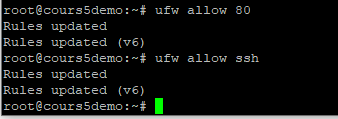 root@cours5demo:~# ufw allow 80
Rules updated
Rules updated (v6)
root@cours5demo:~# ufw allow ssh
Rules updated
Rules updated (v6)
root@cours5demo:~#